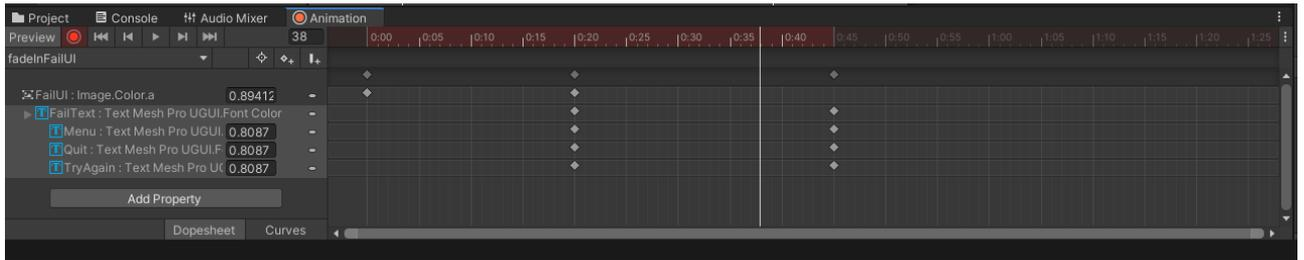 Project Console Audio Mixer Animation
Preview 38 0:00 0:05 0:10 0:15 0:20 0:25 0:30 0:35 0:40 0:45 0:50 0:55 1:00 1:05 1:10 1:15 1:20 1:25
fadeInFailUI
FailUI : Image.Color.a 0.89412
FailText : Text Mesh Pro UGUI.Font Color
Menu : Text Mesh Pro UGUI. 0.8087
Quit : Text Mesh Pro UGUI.F 0.8087
TryAgain : Text Mesh Pro UG 0.8087
Add Property
Dopesheet Curves